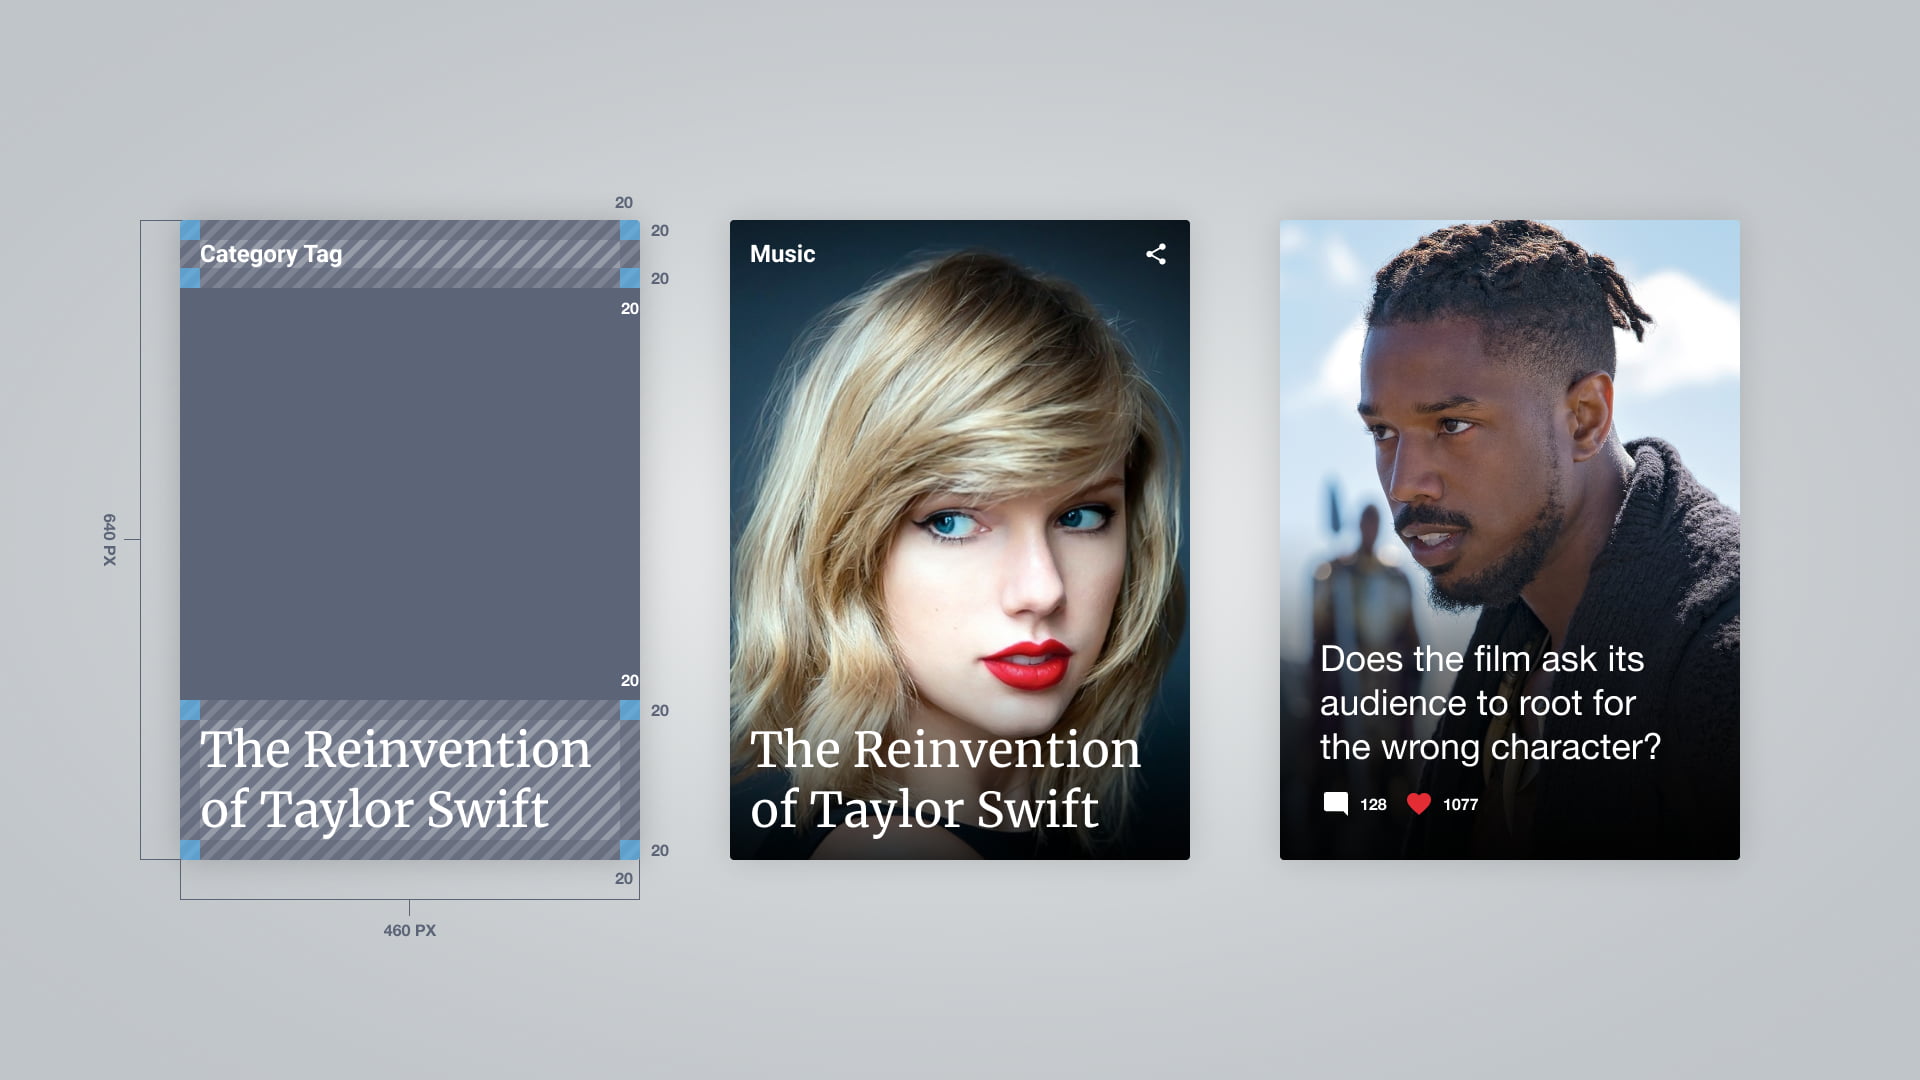 20
20
Category Tag
20
20
640 PX
20
20
The Reinvention
of Taylor Swift
20
20
460 PX
Music
The Reinvention
of Taylor Swift
Does the film ask its
audience to root for
the wrong character?
128 1077